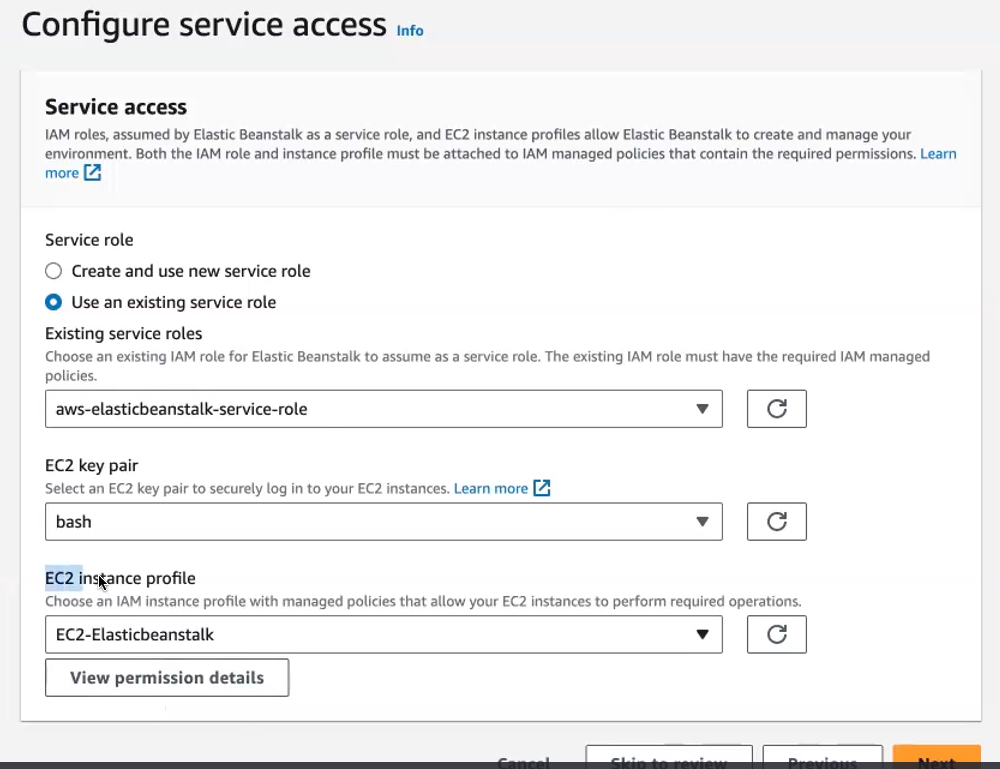 Configure service access Info
Service access
IAM roles, assumed by Elastic Beanstalk as a service role, and EC2 instance profiles allow Elastic Beanstalk to create and manage your
environment. Both the IAM role and instance profile must be attached to IAM managed policies that contain the required permissions. Learn
more
Service role
Create and use new service role
Use an existing service role
Existing service roles
Choose an existing IAM role for Elastic Beanstalk to assume as a service role. The existing IAM role must have the required IAM managed
policies.
aws-elasticbeanstalk-service-role
EC2 key pair
Select an EC2 key pair to securely log in to your EC2 instances. Learn more
bash
EC2 instance profile
Choose an IAM instance profile with managed policies that allow your EC2 instances to perform required operations.
EC2-Elasticbeanstalk
View permission details
Cancel Skip to review Previous Next